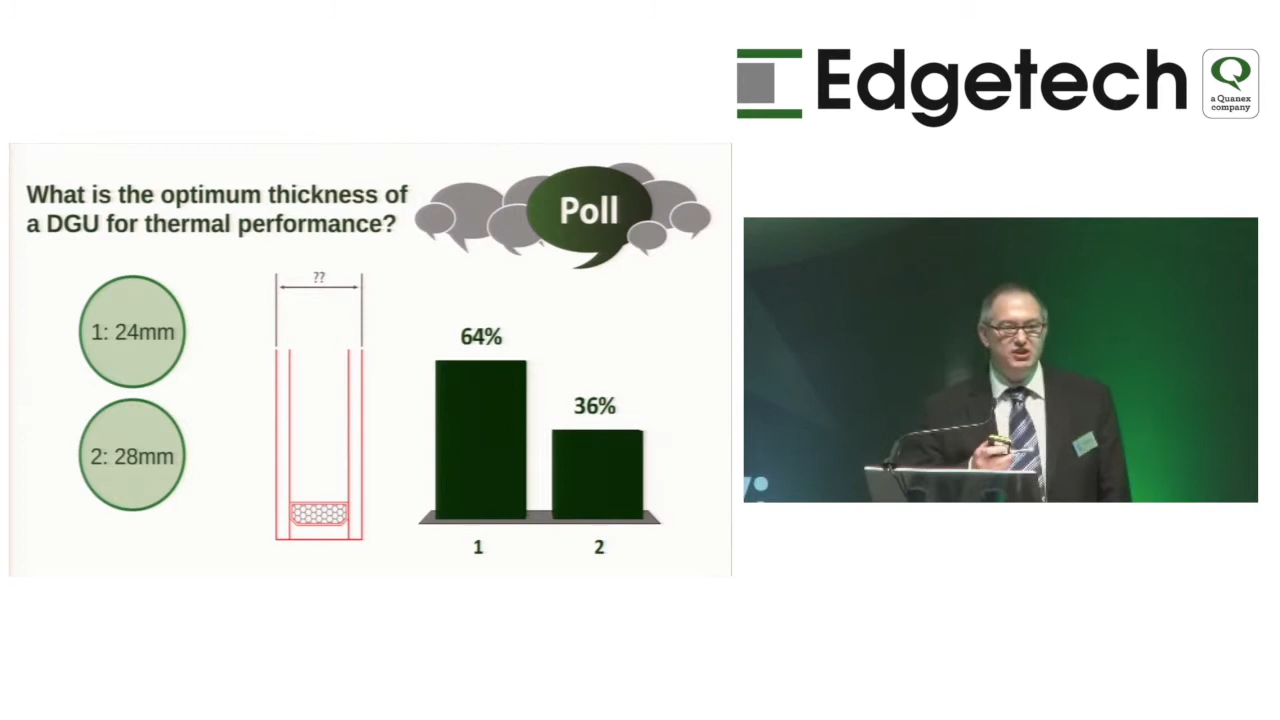 Edgetech
Q
a Quanex
company
What is the optimum thickness of
a DGU for thermal performance?
Poll
1: 24mm
2: 28mm
??
64%
36%
1
2